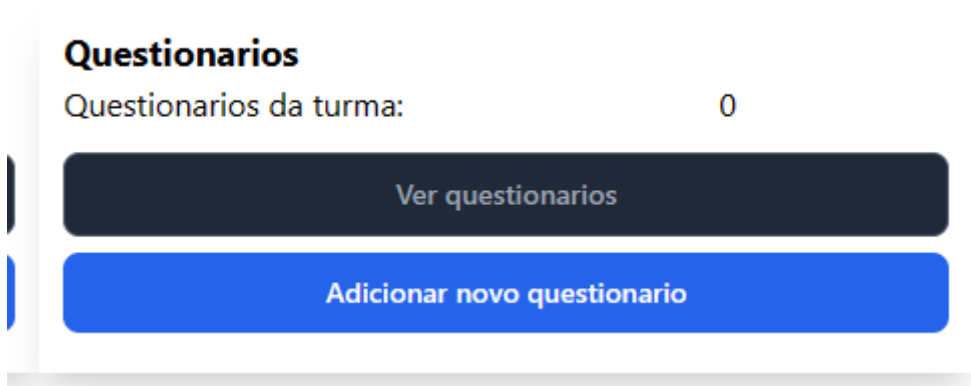 Questionarios
Questionarios da turma: 0
Ver questionarios
Adicionar novo questionario